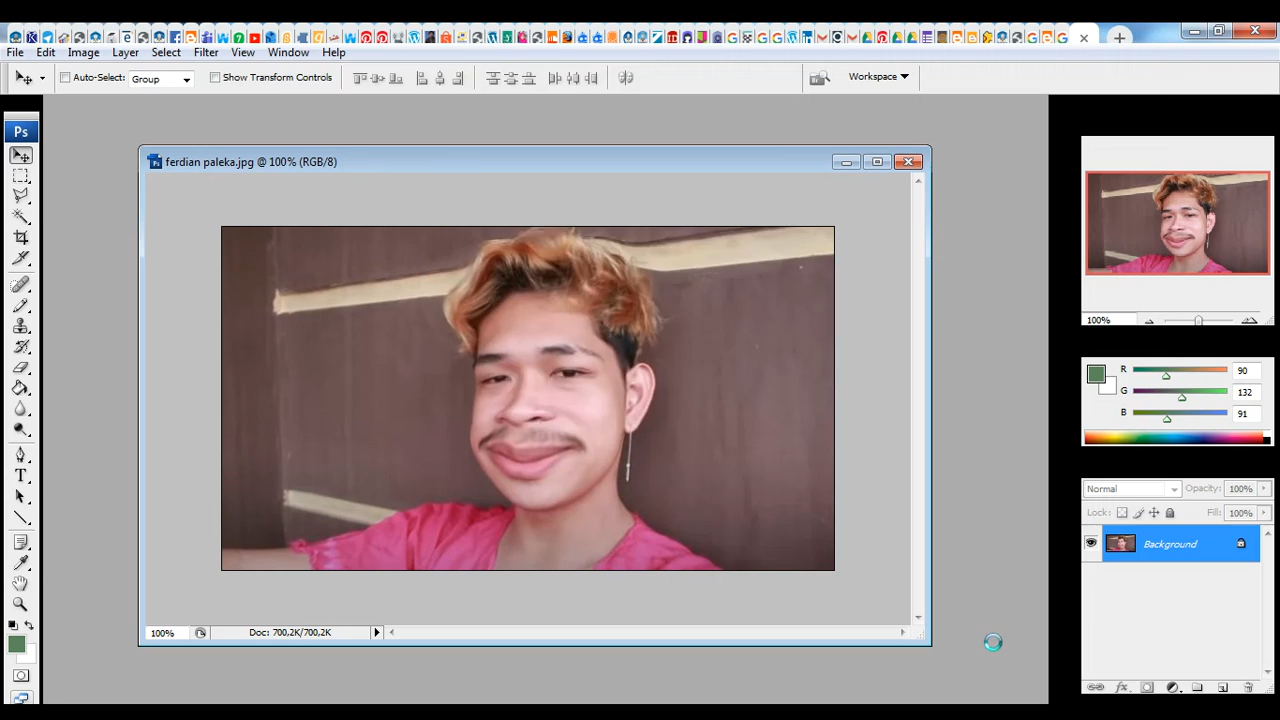 File Edit Image Layer Select Filter View Window Help
Auto-Select: Group Show Transform Controls Workspace
Ps
ferdian paleka.jpg @ 100% (RGB/8)
100%
R 90
G 132
B 91
Normal Opacity: 100%
Lock: Fill: 100%
Background
T
100% Doc: 700,2K/700,2K
fx